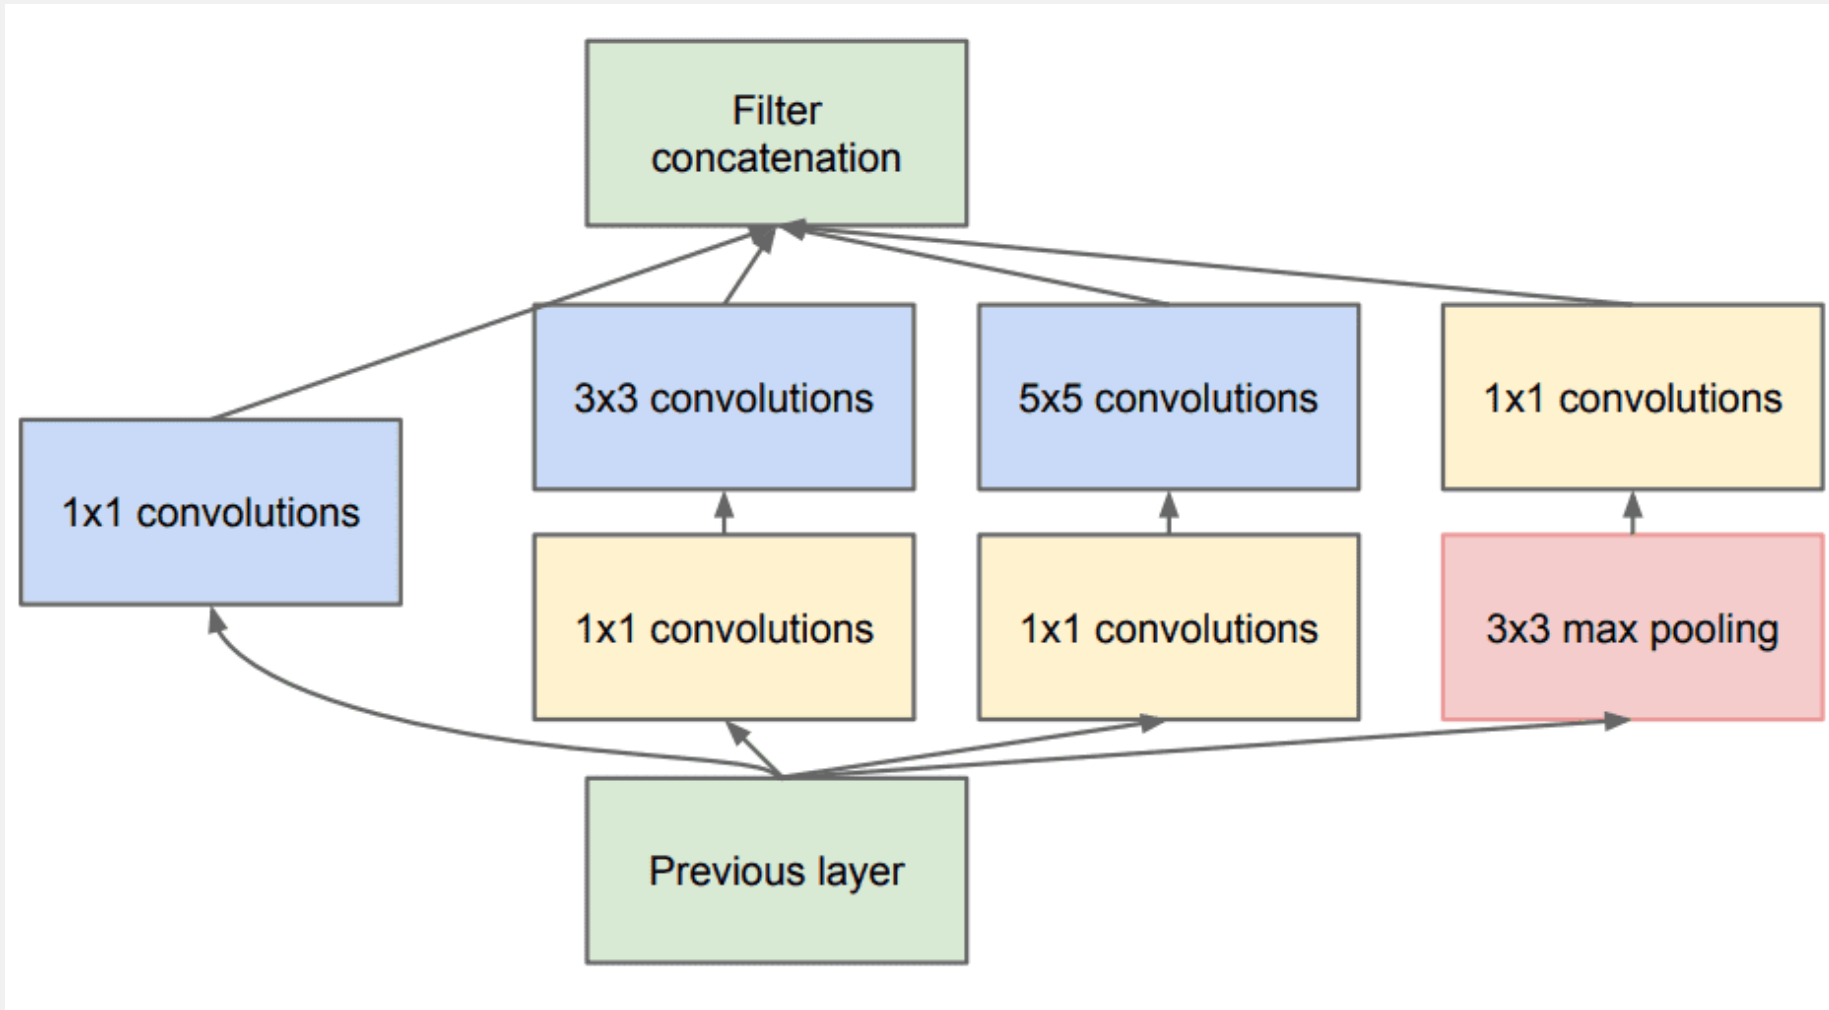 Filter
concatenation
3x3 convolutions
5x5 convolutions
1x1 convolutions
1x1 convolutions
1x1 convolutions
1x1 convolutions
3x3 max pooling
Previous layer